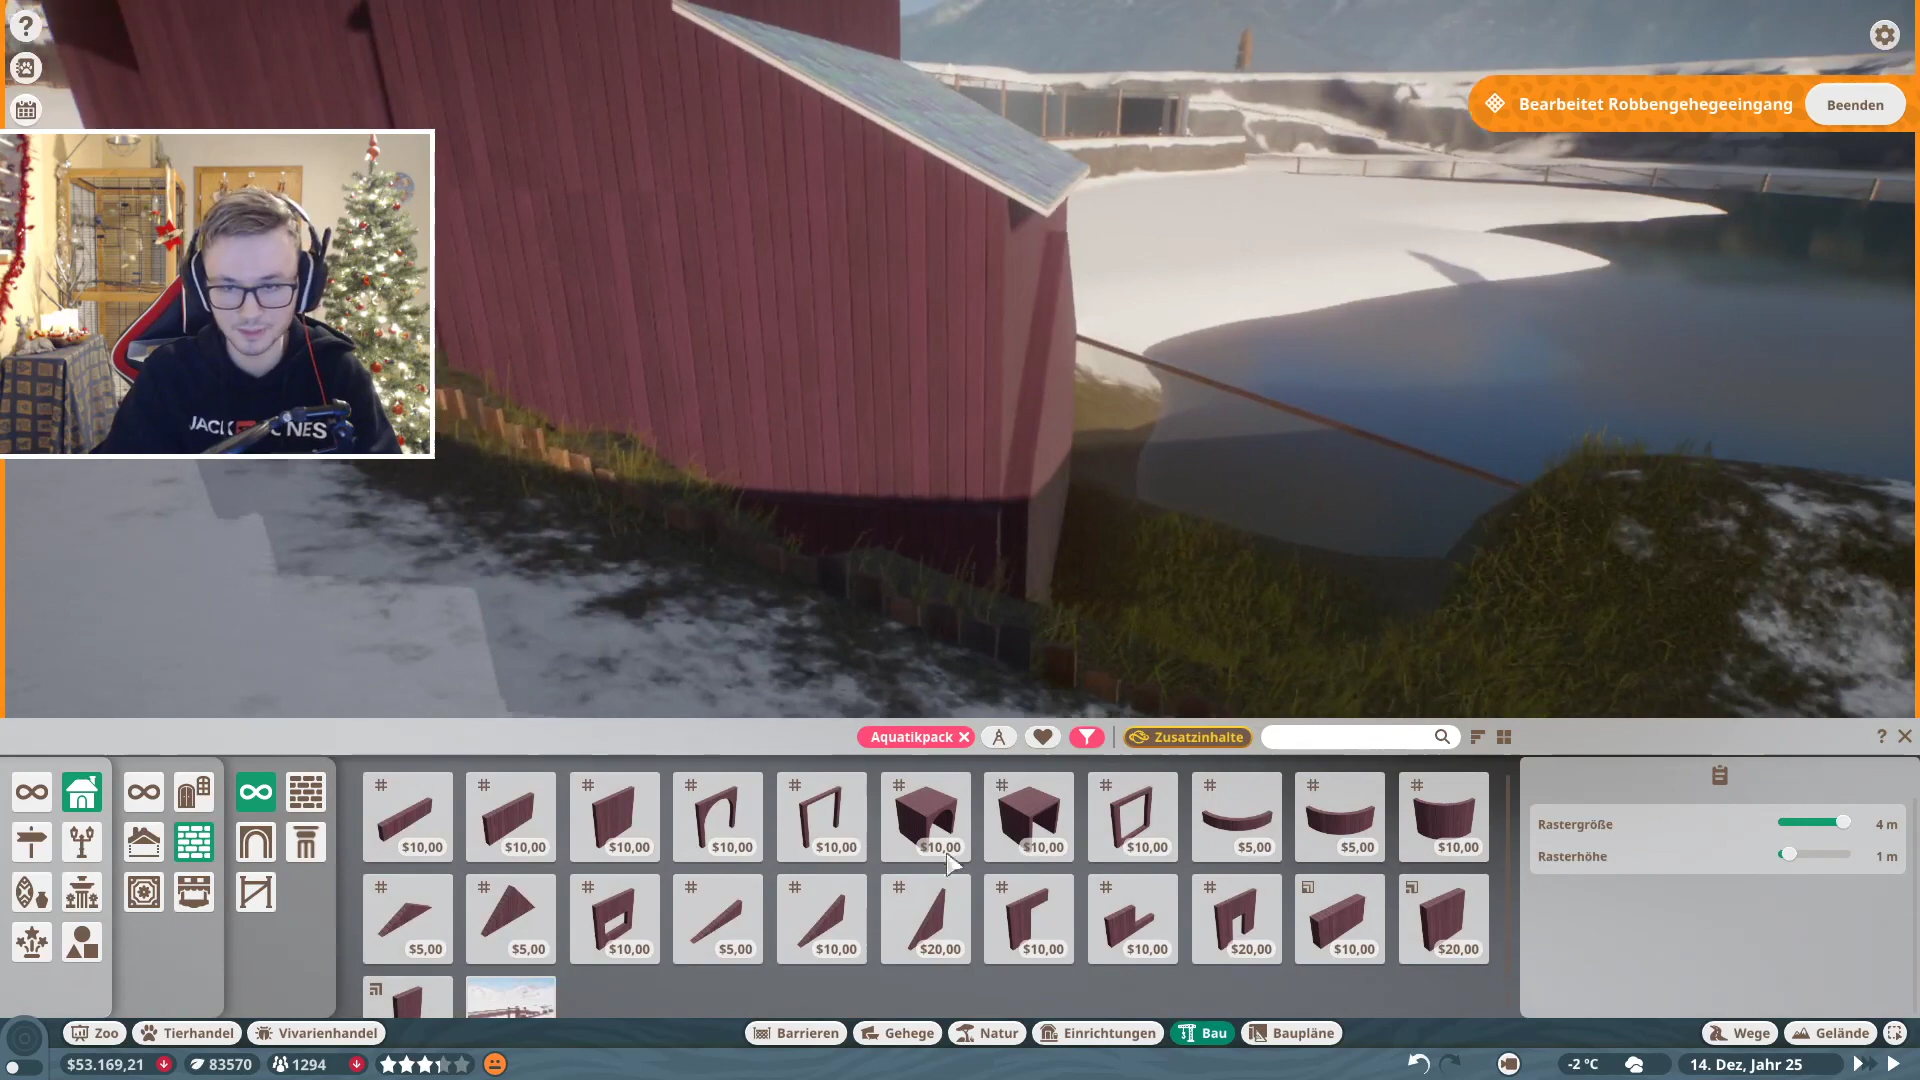 Bearbeitet Robbengehegeeingang
Beenden
JACK & JONES
Aquatikpack
Zusatzinhalte
$10,00 $10,00 $10,00 $10,00 $10,00 $10,00 $10,00 $10,00 $5,00 $5,00 $10,00
$5,00 $5,00 $10,00 $5,00 $10,00 $20,00 $10,00 $10,00 $20,00 $10,00 $20,00
Rastergröße 4 m
Rasterhöhe 1 m
Zoo Tierhandel Vivarienhandel Barrieren Gehege Natur Einrichtungen Bau Baupläne Wege Gelände
$53.169,21 83570 1294 -2 °C 14. Dez, Jahr 25